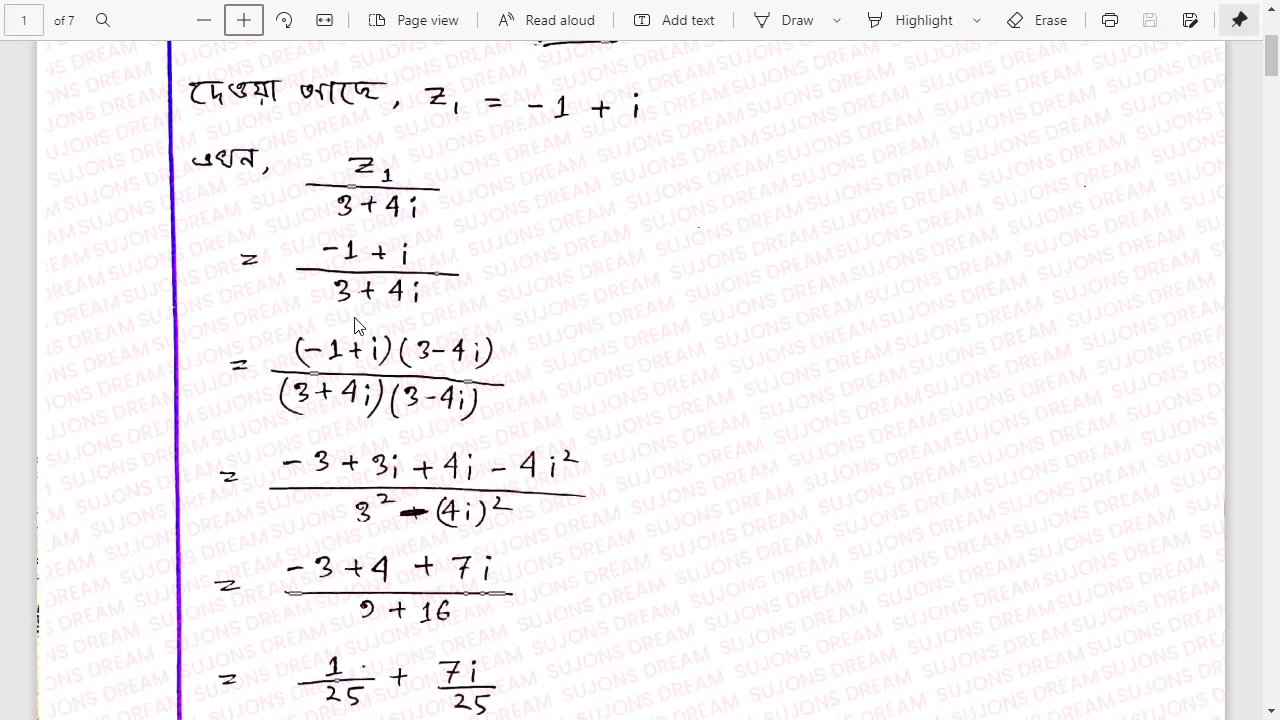 1 of 7 Page view Read aloud Add text Draw Highlight Erase
দেওয়া আছে, z₁ = -1 + i
এখন, z₁ / 3 + 4i
= -1 + i / 3 + 4i
= (-1+i)(3-4i) / (3+4i)(3-4i)
= -3 + 3i + 4i - 4i² / 3² - (4i)²
= -3 + 4 + 7i / 9 + 16
= 1/25 + 7i/25
SUJONS DREAM